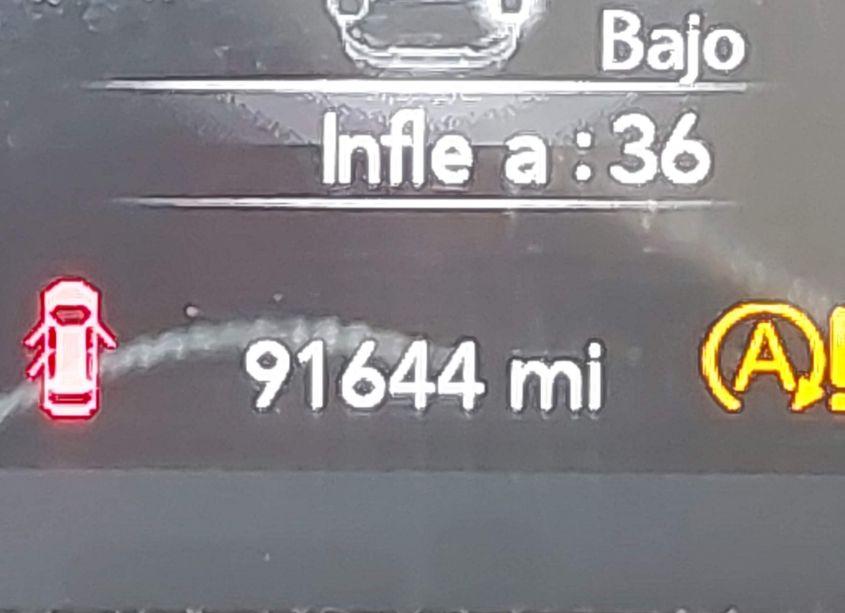 Bajo
Infle a : 36
91644 mi
A!